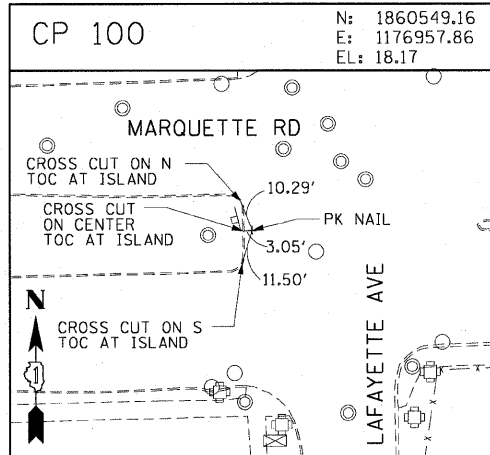 CP 100
N: 1860549.16
E: 1176957.86
EL: 18.17
MARQUETTE RD
CROSS CUT ON N
TOC AT ISLAND
10.29'
CROSS CUT
ON CENTER
TOC AT ISLAND
PK NAIL
3.05'
11.50'
N
CROSS CUT ON S
TOC AT ISLAND
1
LAFAYETTE AVE
x
x
x
x